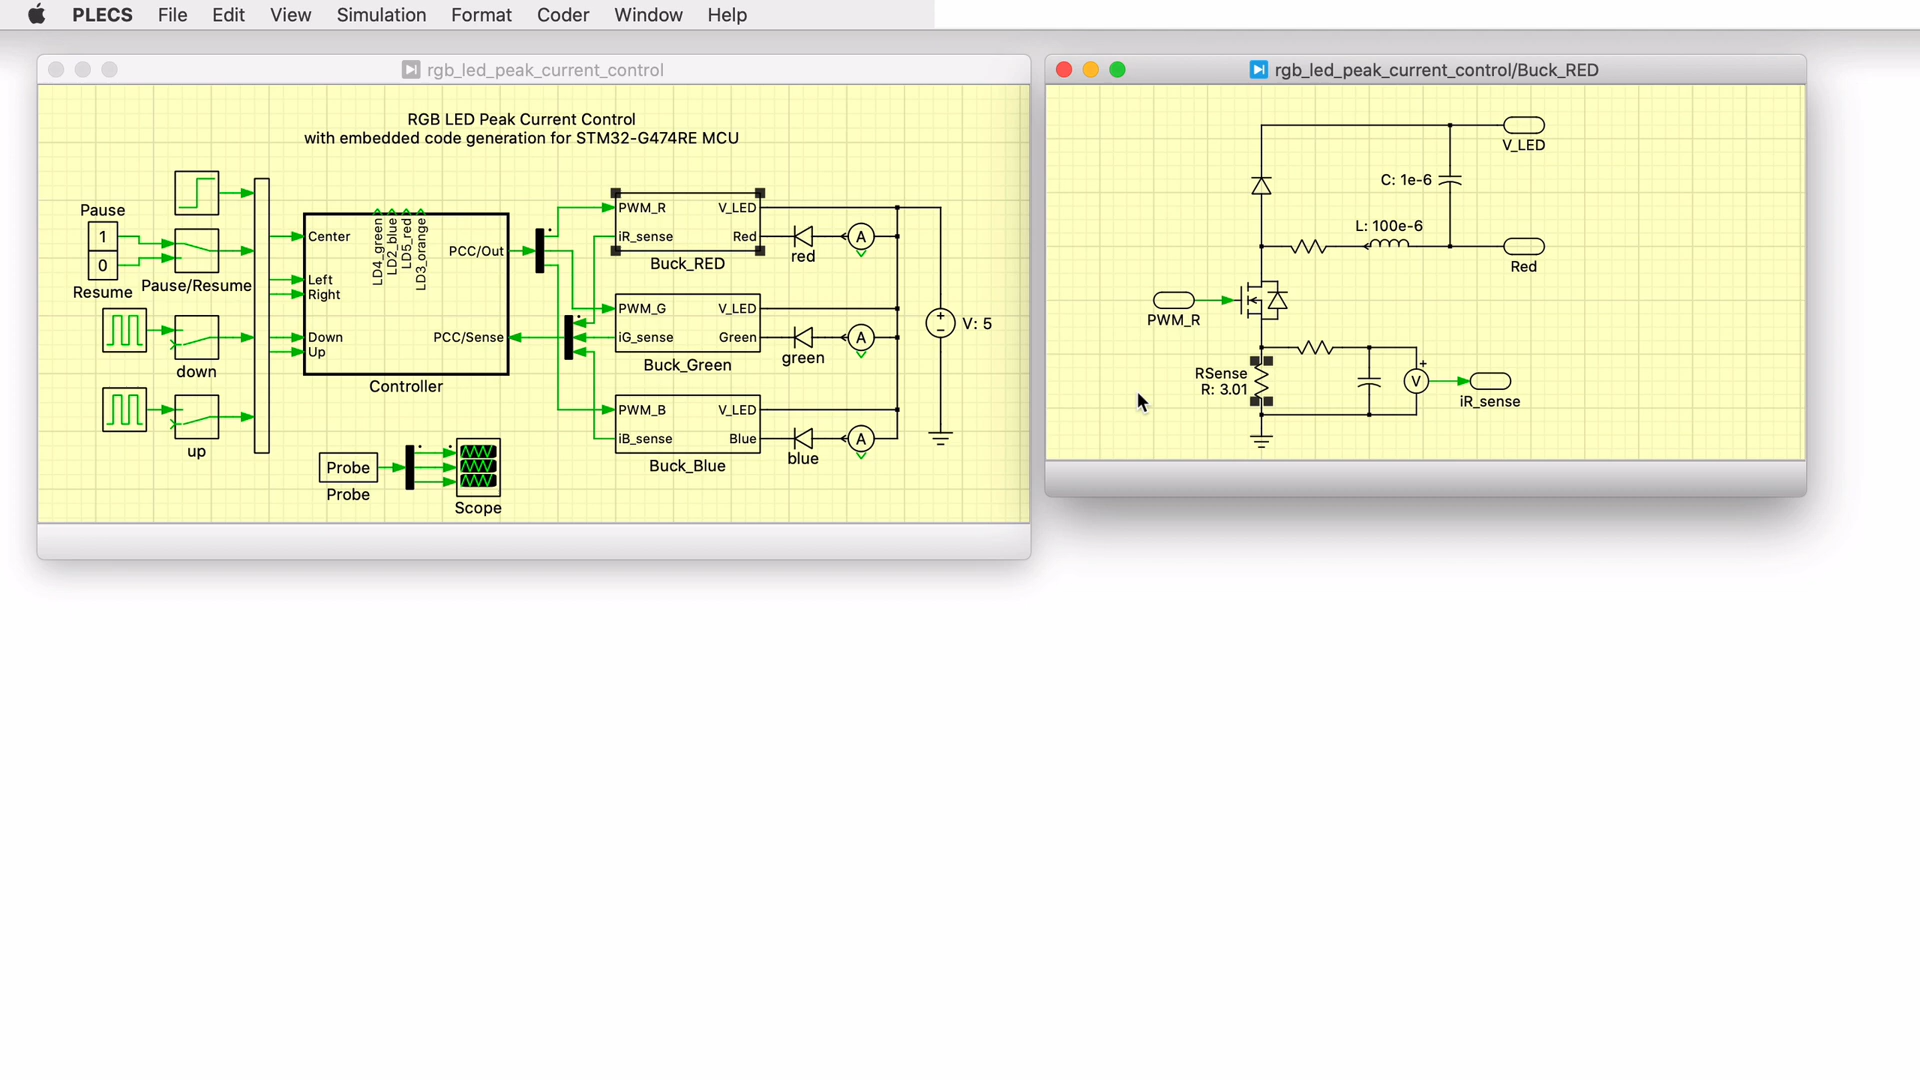 PLECS File Edit View Simulation Format Coder Window Help
rgb_led_peak_current_control
RGB LED Peak Current Control
with embedded code generation for STM32-G474RE MCU
Pause
1
0
Resume
Pause/Resume
down
up
Center
Left
Right
Down
Up
LD4_green
LD2_blue
LD5_red
LD3_orange
PCC/Out
PCC/Sense
Controller
Probe
Probe
Scope
PWM_R V_LED
iR_sense Red
Buck_RED
red
A
PWM_G V_LED
iG_sense Green
Buck_Green
green
A
PWM_B V_LED
iB_sense Blue
Buck_Blue
blue
A
V: 5
rgb_led_peak_current_control/Buck_RED
V_LED
C: 1e-6
L: 100e-6
Red
PWM_R
RSense
R: 3.01
V
iR_sense